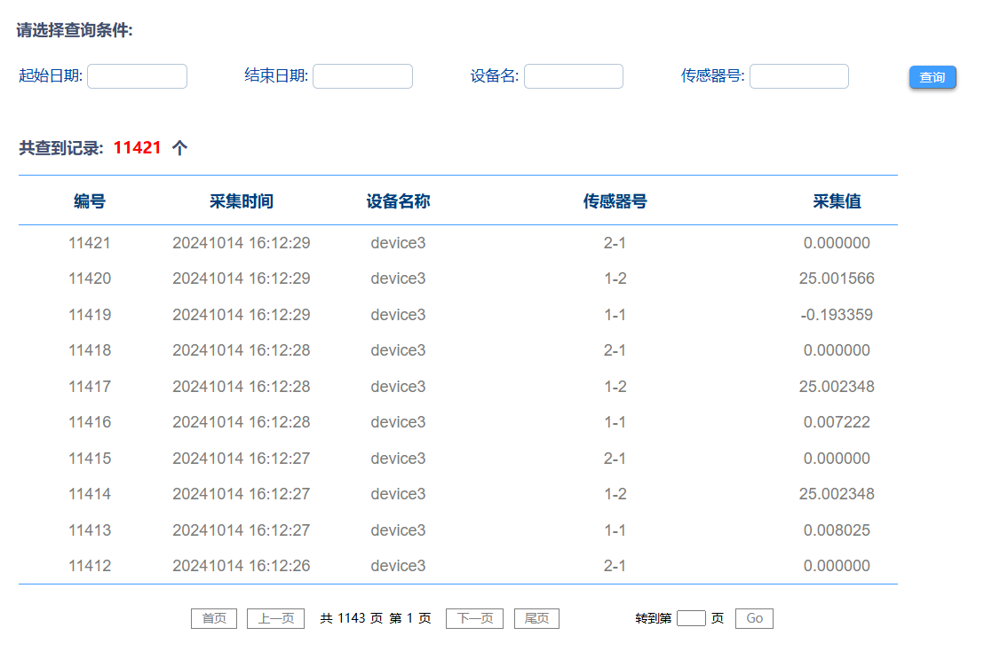 请选择查询条件:
起始日期: 结束日期: 设备名: 传感器号: 查询
共查到记录: 11421 个
编号 采集时间 设备名称 传感器号 采集值
11421 20241014 16:12:29 device3 2-1 0.000000
11420 20241014 16:12:29 device3 1-2 25.001566
11419 20241014 16:12:29 device3 1-1 -0.193359
11418 20241014 16:12:28 device3 2-1 0.000000
11417 20241014 16:12:28 device3 1-2 25.002348
11416 20241014 16:12:28 device3 1-1 0.007222
11415 20241014 16:12:27 device3 2-1 0.000000
11414 20241014 16:12:27 device3 1-2 25.002348
11413 20241014 16:12:27 device3 1-1 0.008025
11412 20241014 16:12:26 device3 2-1 0.000000
首页 上一页 共 1143 页 第 1 页 下一页 尾页 转到第 页 Go